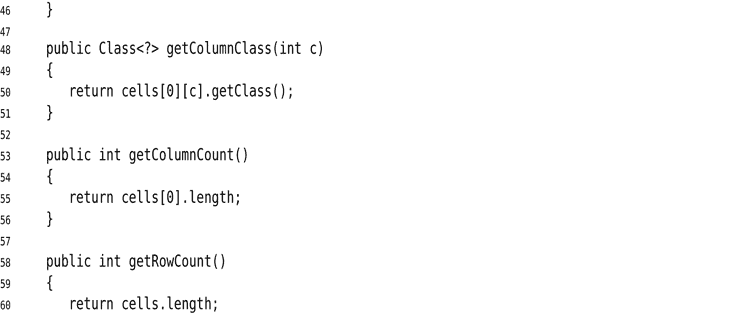 46 }
47
48 public Class<?> getColumnClass(int c)
49 {
50 return cells[0][c].getClass();
51 }
52
53 public int getColumnCount()
54 {
55 return cells[0].length;
56 }
57
58 public int getRowCount()
59 {
60 return cells.length;